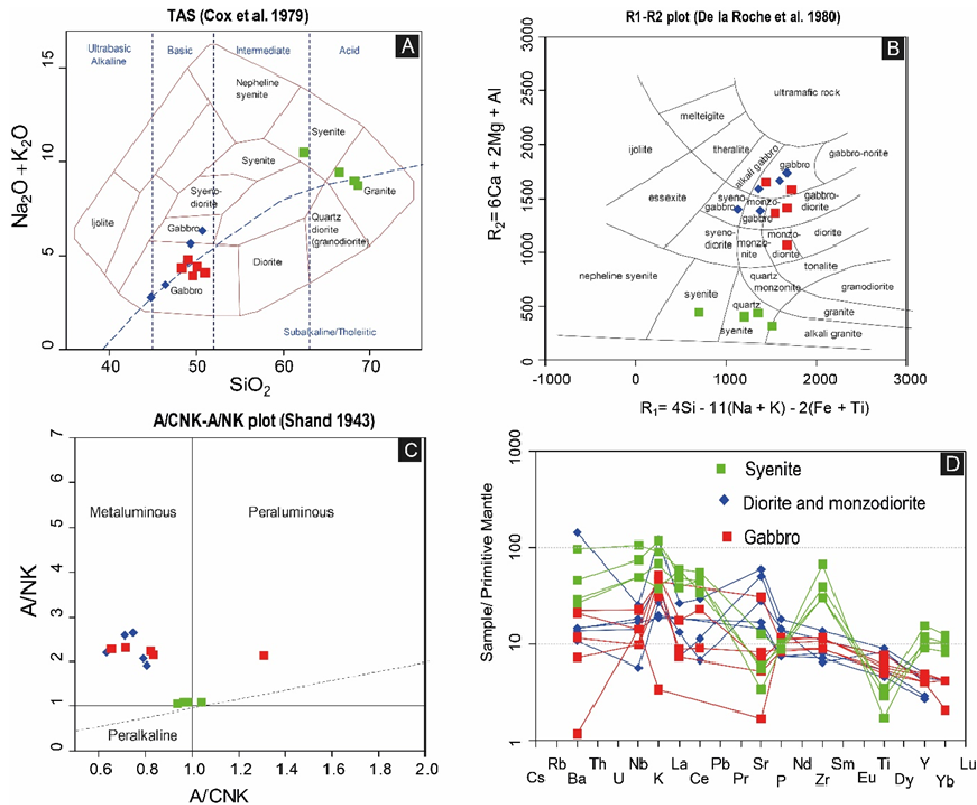 TAS (Cox et al. 1979)
A
Ultrabasic
Alkaline
Basic
Intermediate
Acid
Nepheline
syenite
Syenite
Syenite
Granite
Syeno-
diorite
Ijolite
Gabbro
Quartz
diorite
(granodiorite)
Diorite
Gabbro
Subalkaline/Tholeiitic
Na2O + K2O
0
5
10
15
40
50
60
70
SiO2
R1-R2 plot (De la Roche et al. 1980)
B
ultramafic rock
melteigite
theralite
ijolite
alkali gabbro
gabbro
gabbro-norite
essexite
syeno
gabbro
monzo-
gabbro
gabbro-
diorite
syeno-
diorite
monzo-
nite
monzo-
diorite
diorite
tonalite
nepheline syenite
quartz
monzonite
granodiorite
syenite
quartz
syenite
granite
alkali granite
R2= 6Ca + 2Mg + Al
0
500
1000
1500
2000
2500
3000
-1000
0
1000
2000
3000
R1= 4Si - 11(Na + K) - 2(Fe + Ti)
A/CNK-A/NK plot (Shand 1943)
C
Metaluminous
Peraluminous
Peralkaline
A/NK
0
1
2
3
4
5
6
7
0.6
0.8
1.0
1.2
1.4
1.6
1.8
2.0
A/CNK
D
Syenite
Diorite and monzodiorite
Gabbro
Sample/ Primitive Mantle
1
10
100
1000
Rb Th Nb La Pb Sr Nd Sm Ti Y Lu
Cs Ba U K Ce Pr P Zr Eu Dy Yb